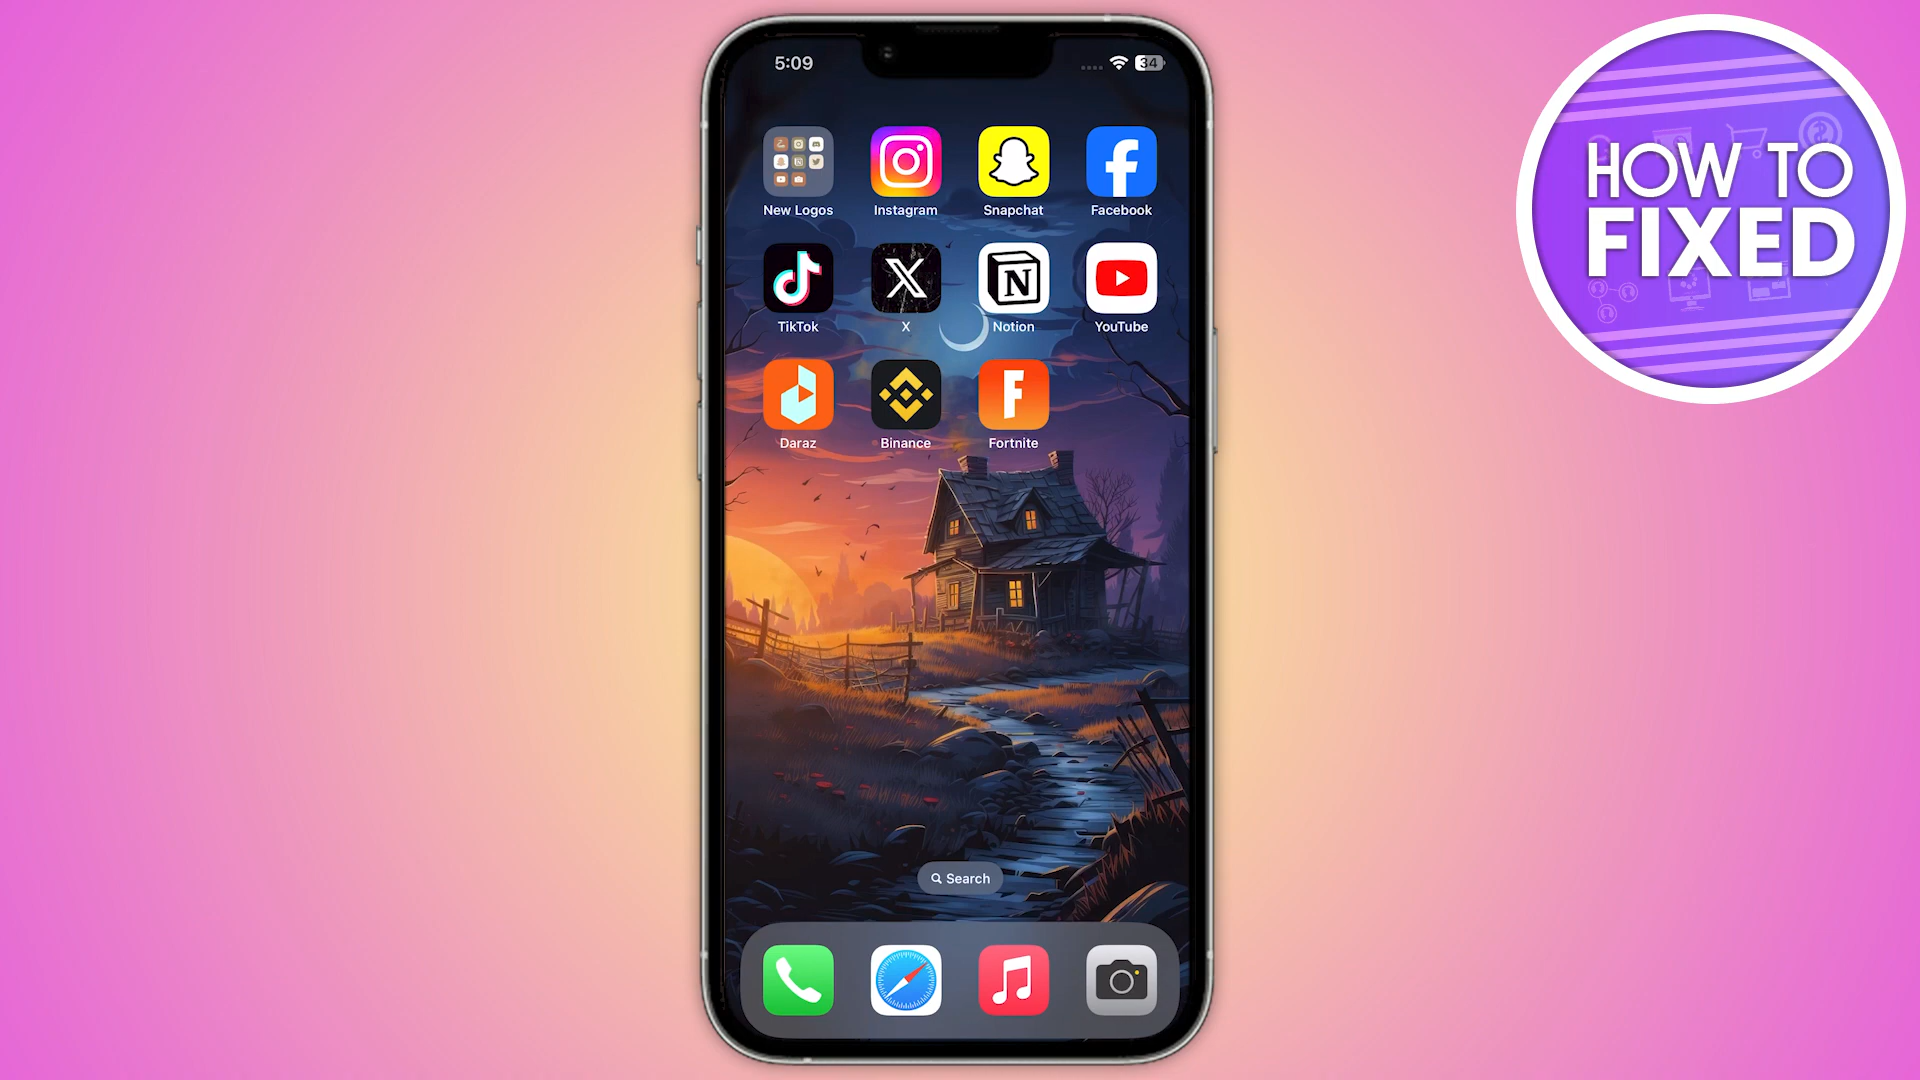 5:09
34
HOW TO
FIXED
New Logos
Instagram
Snapchat
Facebook
TikTok
X
Notion
YouTube
Daraz
Binance
Fortnite
Search